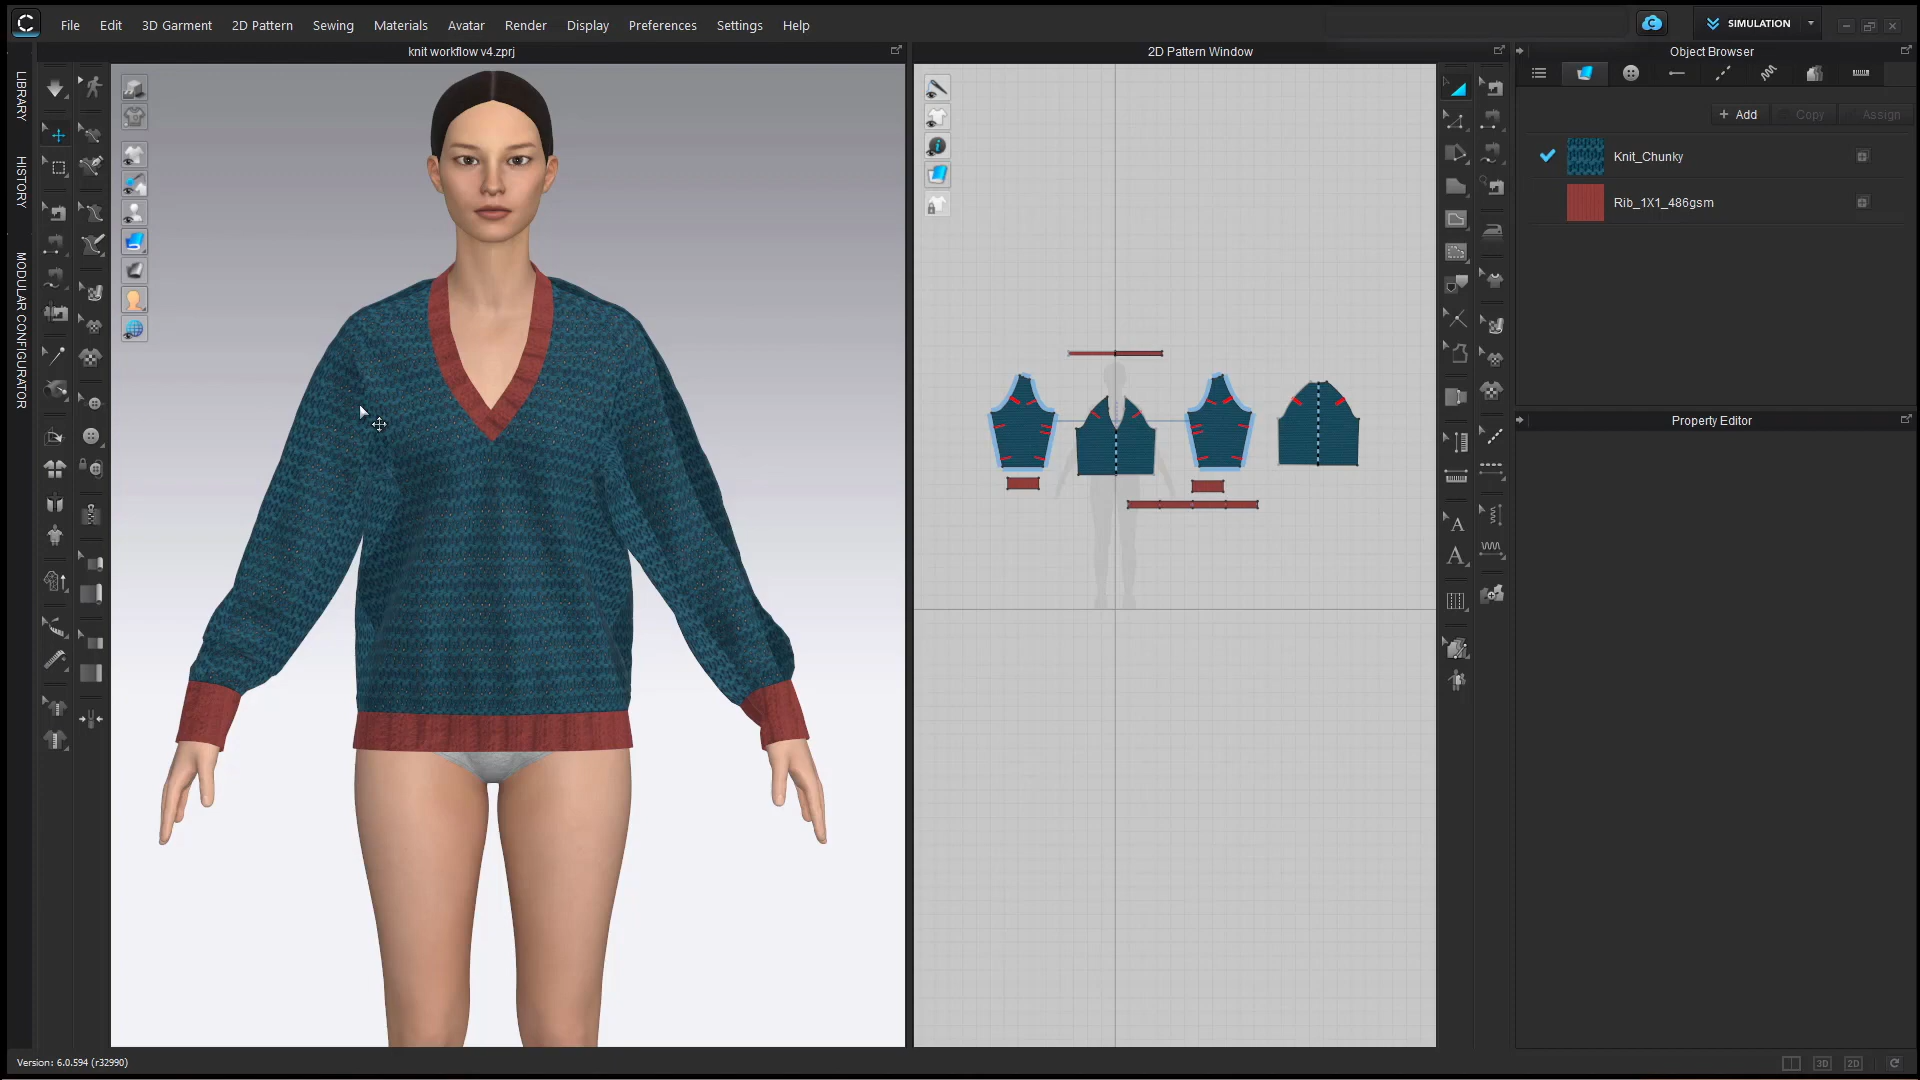 File Edit 3D Garment 2D Pattern Sewing Materials Avatar Render Display Preferences Settings Help
SIMULATION
knit workflow v4.zprj
2D Pattern Window
Object Browser
LIBRARY
HISTORY
MODULAR CONFIGURATOR
+ Add Copy Assign
Knit_Chunky
Rib_1X1_486gsm
Property Editor
A
A
Version: 6.0.594 (r32990)
3D 2D